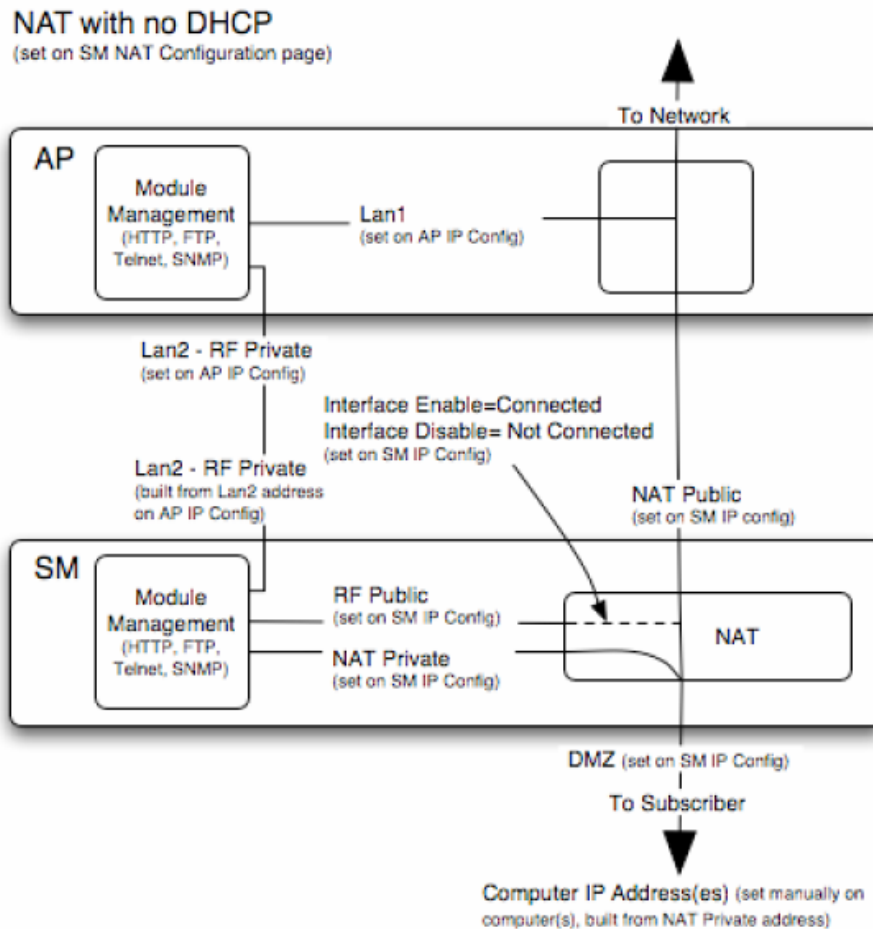 NAT with no DHCP
(set on SM NAT Configuration page)
To Network
AP
Module
Management
(HTTP, FTP,
Telnet, SNMP)
Lan1
(set on AP IP Config)
Lan2 - RF Private
(set on AP IP Config)
Interface Enable=Connected
Interface Disable= Not Connected
(set on SM IP Config)
Lan2 - RF Private
(built from Lan2 address
on AP IP Config)
NAT Public
(set on SM IP config)
SM
Module
Management
(HTTP, FTP,
Telnet, SNMP)
RF Public
(set on SM IP Config)
NAT Private
(set on SM IP Config)
NAT
DMZ (set on SM IP Config)
To Subscriber
Computer IP Address(es) (set manually on
computer(s), built from NAT Private address)